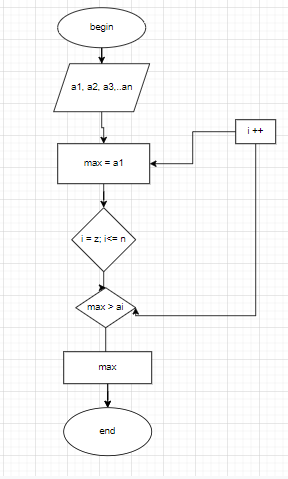 begin
a1, a2, a3,..an
i ++
max = a1
i = z; i<= n
max > ai
max
end